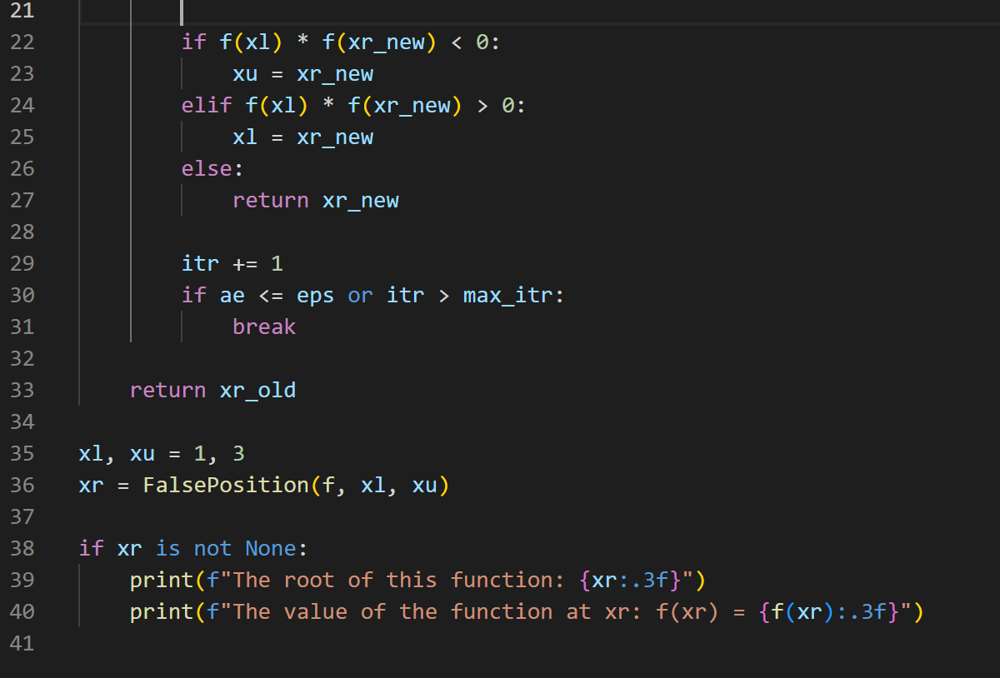 21
22 if f(xl) * f(xr_new) < 0:
23 xu = xr_new
24 elif f(xl) * f(xr_new) > 0:
25 xl = xr_new
26 else:
27 return xr_new
28
29 itr += 1
30 if ae <= eps or itr > max_itr:
31 break
32
33 return xr_old
34
35 xl, xu = 1, 3
36 xr = FalsePosition(f, xl, xu)
37
38 if xr is not None:
39 print(f"The root of this function: {xr:.3f}")
40 print(f"The value of the function at xr: f(xr) = {f(xr):.3f}")
41